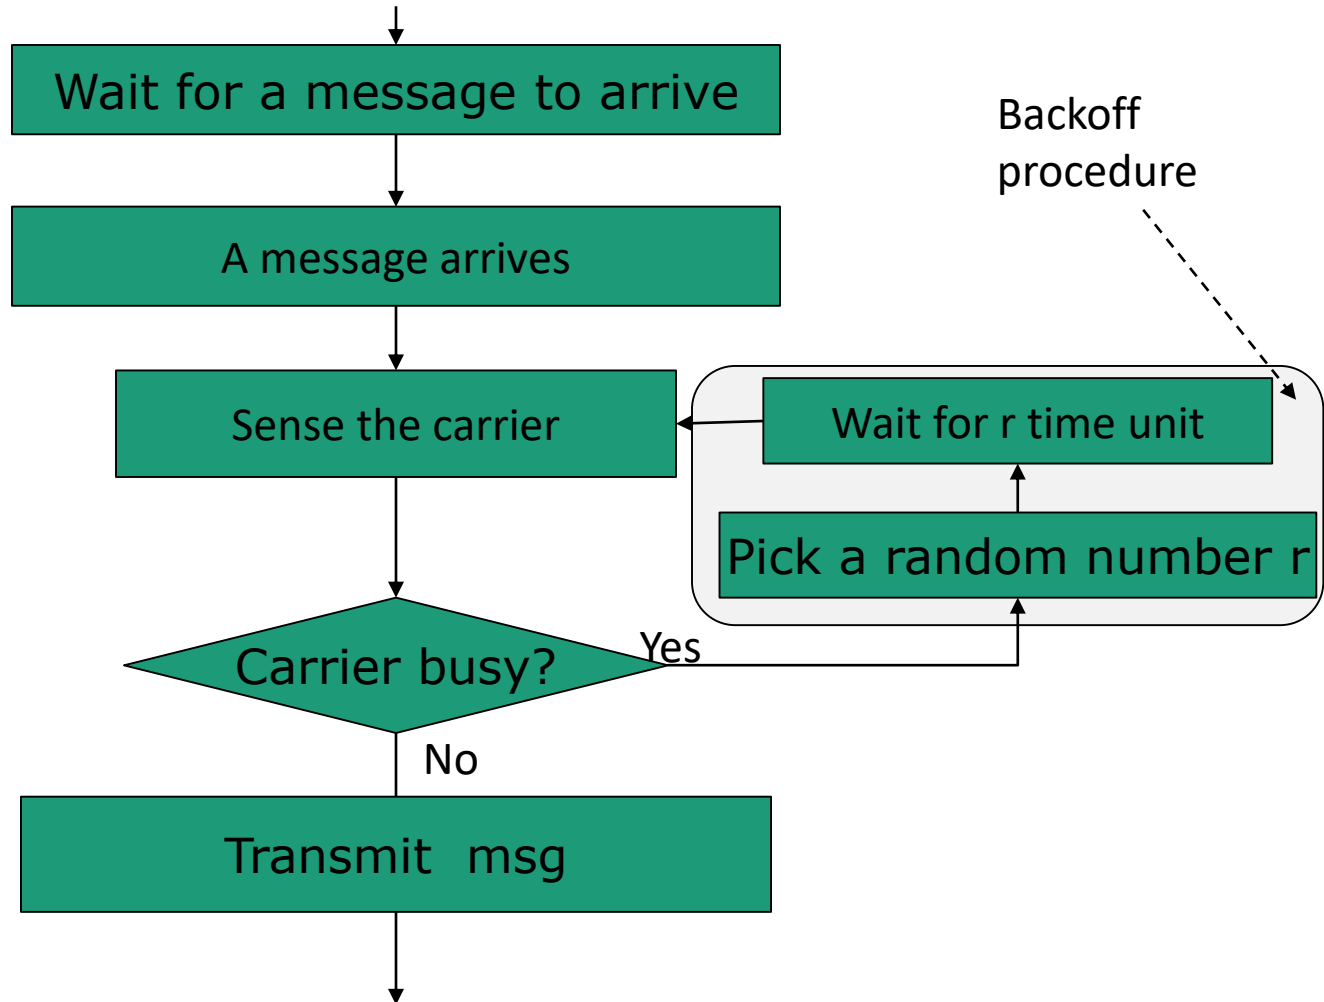 Wait for a message to arrive
Backoff
procedure
A message arrives
Sense the carrier
Wait for r time unit
Pick a random number r
Carrier busy?
Yes
No
Transmit  msg